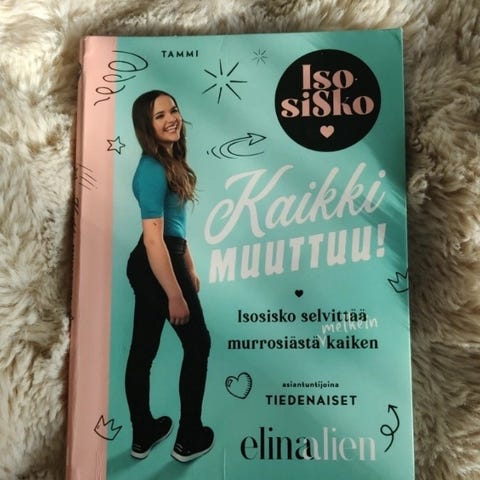 TAMMI
Iso
siSko
Kaikki
MUUTTUU!
Isosisko selvittää
melkein
murrosiästä kaiken
asiantuntijoina
TIEDENAISET
elinaalien